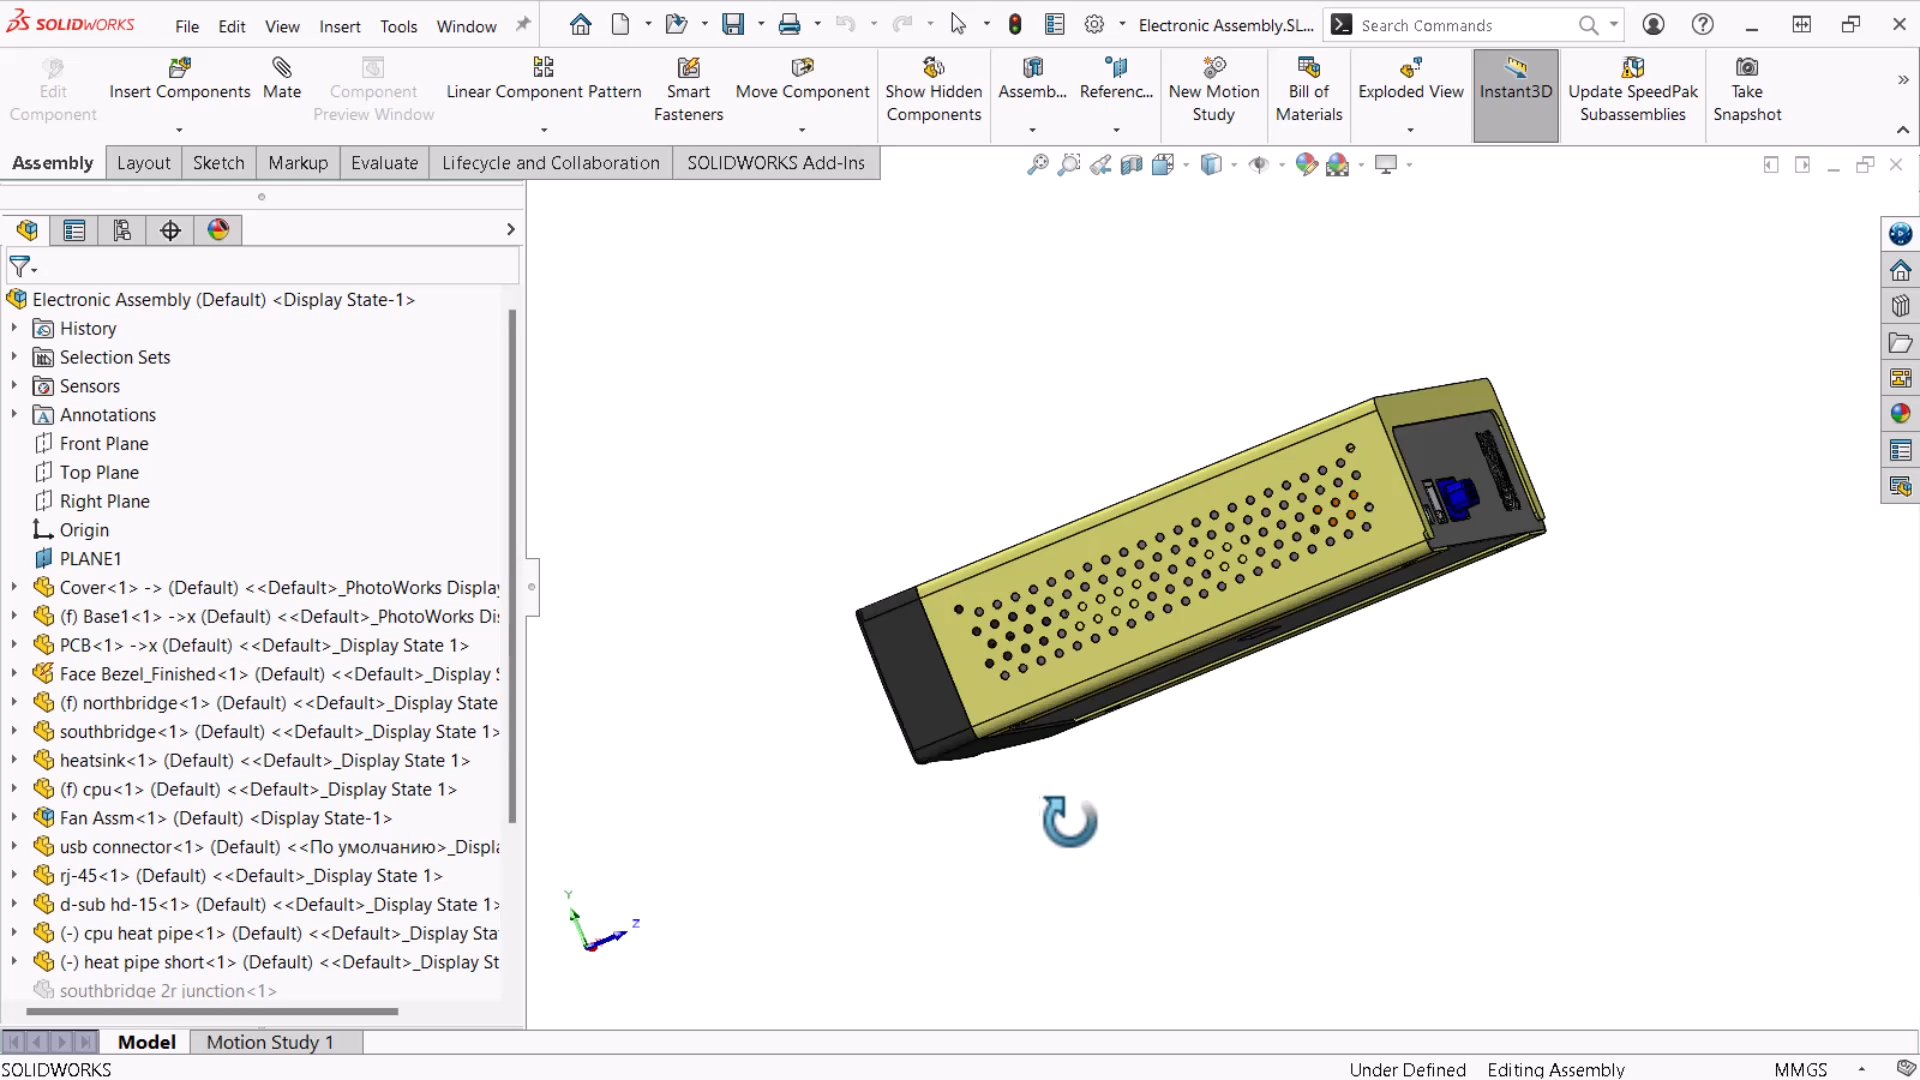 SOLIDWORKS
File
Edit
View
Insert
Tools
Window
Electronic Assembly.SL...
Search Commands
Edit
Component
Insert Components
Mate
Component
Preview Window
Linear Component Pattern
Smart
Fasteners
Move Component
Show Hidden
Components
Assemb...
Referenc...
New Motion
Study
Bill of
Materials
Exploded View
Instant3D
Update SpeedPak
Subassemblies
Take
Snapshot
Assembly
Layout
Sketch
Markup
Evaluate
Lifecycle and Collaboration
SOLIDWORKS Add-Ins
Electronic Assembly (Default) <Display State-1>
History
Selection Sets
Sensors
Annotations
Front Plane
Top Plane
Right Plane
Origin
PLANE1
Cover<1> -> (Default) <<Default>_PhotoWorks Display
(f) Base1<1> ->x (Default) <<Default>_PhotoWorks Di
PCB<1> ->x (Default) <<Default>_Display State 1>
Face Bezel_Finished<1> (Default) <<Default>_Display S
(f) northbridge<1> (Default) <<Default>_Display State
southbridge<1> (Default) <<Default>_Display State 1>
heatsink<1> (Default) <<Default>_Display State 1>
(f) cpu<1> (Default) <<Default>_Display State 1>
Fan Assm<1> (Default) <Display State-1>
usb connector<1> (Default) <<По умолчанию>_Displa
rj-45<1> (Default) <<Default>_Display State 1>
d-sub hd-15<1> (Default) <<Default>_Display State 1>
(-) cpu heat pipe<1> (Default) <<Default>_Display Sta
(-) heat pipe short<1> (Default) <<Default>_Display St
southbridge 2r junction<1>
Y
Z
Model
Motion Study 1
SOLIDWORKS
Under Defined
Editing Assembly
MMGS